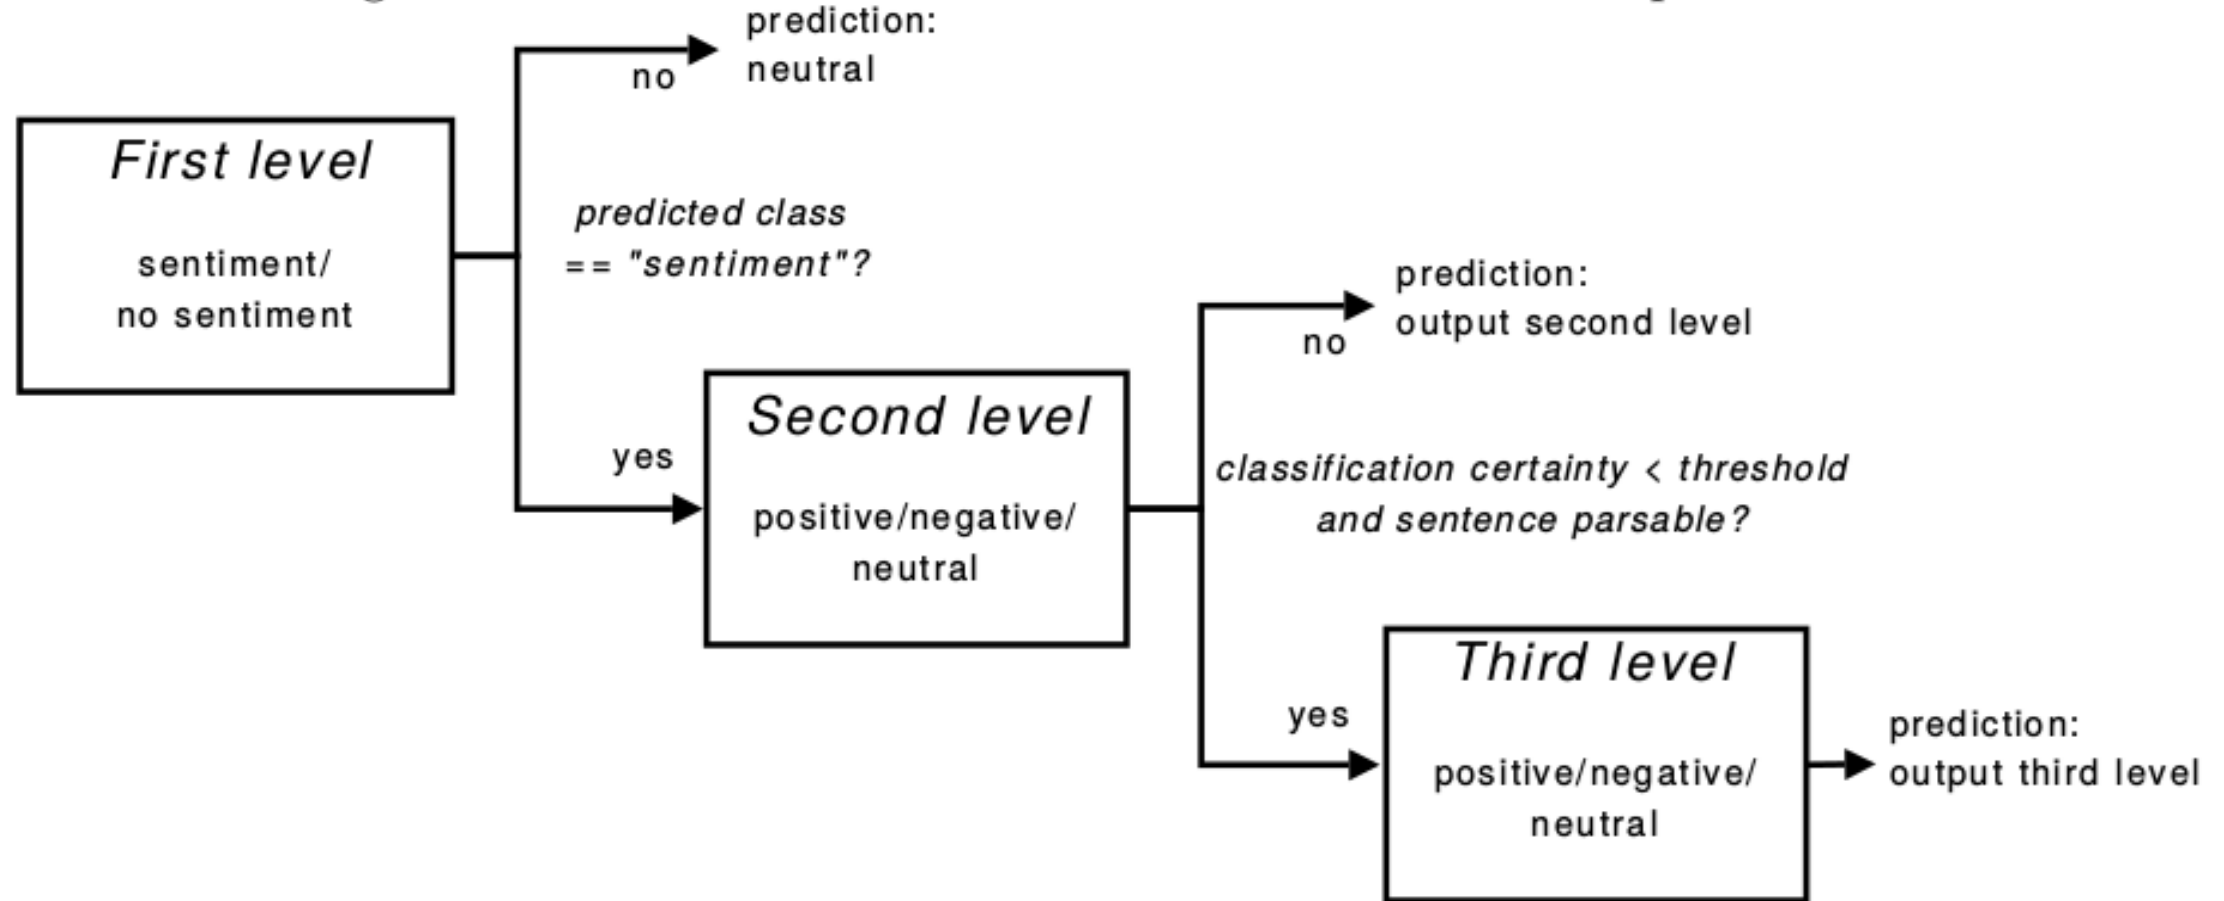 prediction:
neutral
no
First level
sentiment/
no sentiment
predicted class
== "sentiment"?
yes
Second level
positive/negative/
neutral
prediction:
output second level
no
classification certainty < threshold
and sentence parsable?
yes
Third level
positive/negative/
neutral
prediction:
output third level